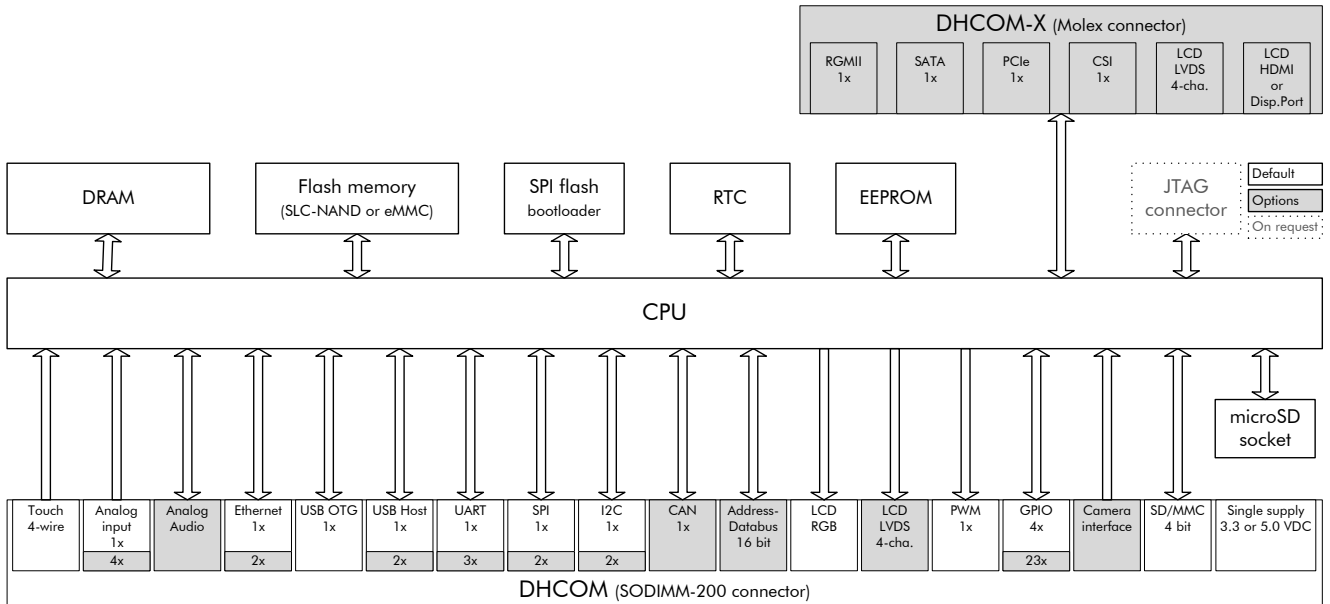 DHCOM-X (Molex connector)
RGMII
1x
SATA
1x
PCIe
1x
CSI
1x
LCD
LVDS
4-cha.
LCD
HDMI
or
Disp.Port
DRAM
Flash memory
(SLC-NAND or eMMC)
SPI flash
bootloader
RTC
EEPROM
JTAG
connector
Default
Options
On request
CPU
microSD
socket
Touch
4-wire
Analog
input
1x
4x
Analog
Audio
Ethernet
1x
2x
USB OTG
1x
USB Host
1x
2x
UART
1x
3x
SPI
1x
2x
I2C
1x
2x
CAN
1x
Address-
Databus
16 bit
LCD
RGB
LCD
LVDS
4-cha.
PWM
1x
GPIO
4x
23x
Camera
interface
SD/MMC
4 bit
Single supply
3.3 or 5.0 VDC
DHCOM (SODIMM-200 connector)